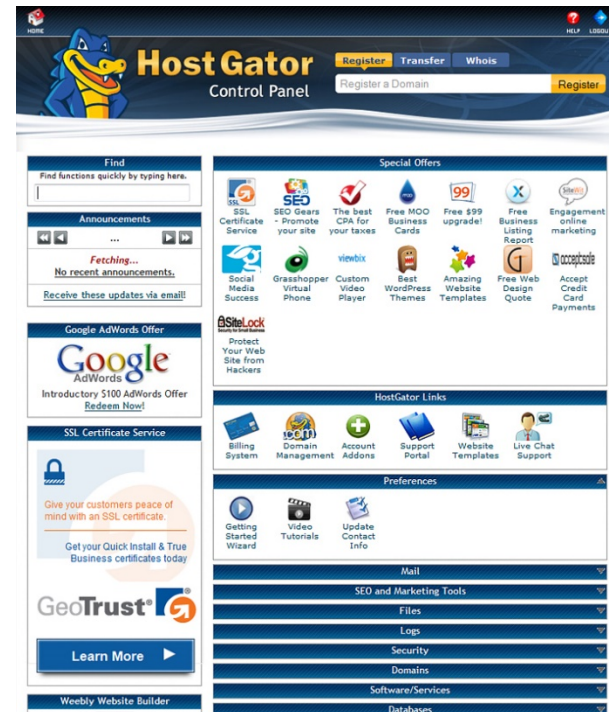 HOME
HELP
LOGOU
HostGator
Control Panel
Register
Transfer
Whois
Register a Domain
Register
Find
Find functions quickly by typing here.
Announcements
...
Fetching...
No recent announcements.
Receive these updates via email!
Google AdWords Offer
Google
AdWords
Introductory $100 AdWords Offer
Redeem Now!
SSL Certificate Service
Give your customers peace of
mind with an SSL certificate.
Get your Quick Install & True
Business certificates today
GeoTrust
Learn More
Weebly Website Builder
Special Offers
SSL
Certificate
Service
SEO
SEO Gears
- Promote
your site
The best
CPA for
your taxes
moo
Free MOO
Business
Cards
99
Free $99
upgrade!
Free
Business
Listing
Report
SiteWit
Engagement
online
marketing
Social
Media
Success
Grasshopper
Virtual
Phone
viewbix
Custom
Video
Player
Best
WordPress
Themes
Amazing
Website
Templates
Free Web
Design
Quote
acceptsafe
Accept
Credit
Card
Payments
SiteLock
Protect
Your Web
Site from
Hackers
HostGator Links
Billing
System
.com
Domain
Management
Account
Addons
Support
Portal
Website
Templates
Live Chat
Support
Preferences
Getting
Started
Wizard
Video
Tutorials
Update
Contact
Info
Mail
SEO and Marketing Tools
Files
Logs
Security
Domains
Software/Services
Databases